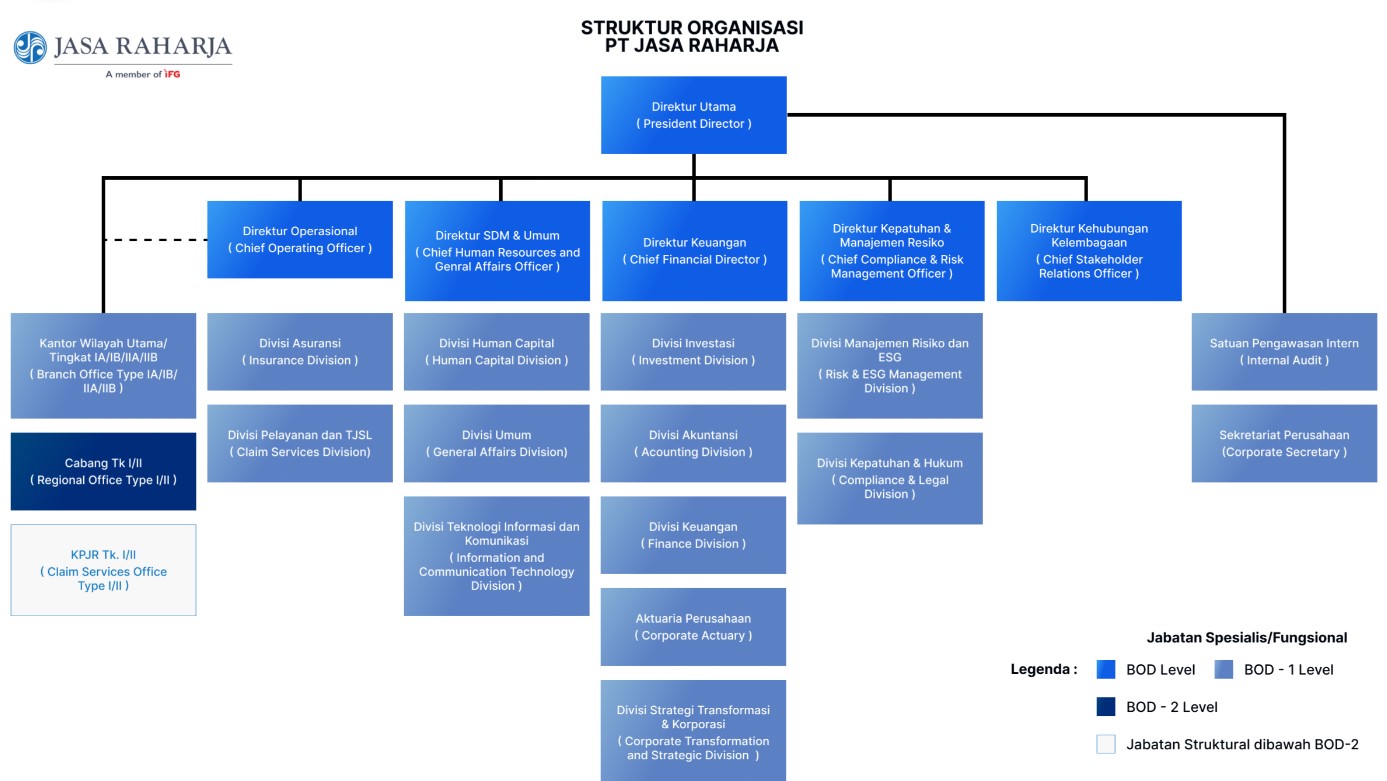 JASA RAHARJA
A member of IFG
STRUKTUR ORGANISASI
PT JASA RAHARJA
Direktur Utama
( President Director )
Direktur Operasional
( Chief Operating Officer )
Direktur SDM & Umum
( Chief Human Resources and
Genral Affairs Officer )
Direktur Keuangan
( Chief Financial Director )
Direktur Kepatuhan &
Manajemen Resiko
( Chief Compliance & Risk
Management Officer )
Direktur Kehubungan
Kelembagaan
( Chief Stakeholder
Relations Officer )
Kantor Wilayah Utama/
Tingkat IA/IB/IIA/IIB
( Branch Office Type IA/IB/
IIA/IIB )
Cabang Tk I/II
( Regional Office Type I/II )
KPJR Tk. I/II
( Claim Services Office
Type I/II )
Divisi Asuransi
( Insurance Division )
Divisi Pelayanan dan TJSL
( Claim Services Division)
Divisi Human Capital
( Human Capital Division )
Divisi Umum
( General Affairs Division)
Divisi Teknologi Informasi dan
Komunikasi
( Information and
Communication Technology
Division )
Divisi Investasi
( Investment Division )
Divisi Akuntansi
( Acounting Division )
Divisi Keuangan
( Finance Division )
Aktuaria Perusahaan
( Corporate Actuary )
Divisi Strategi Transformasi
& Korporasi
( Corporate Transformation
and Strategic Division )
Divisi Manajemen Risiko dan
ESG
( Risk & ESG Management
Division )
Divisi Kepatuhan & Hukum
( Compliance & Legal
Division )
Satuan Pengawasan Intern
( Internal Audit )
Sekretariat Perusahaan
(Corporate Secretary )
Jabatan Spesialis/Fungsional
Legenda :
BOD Level
BOD - 1 Level
BOD - 2 Level
Jabatan Struktural dibawah BOD-2